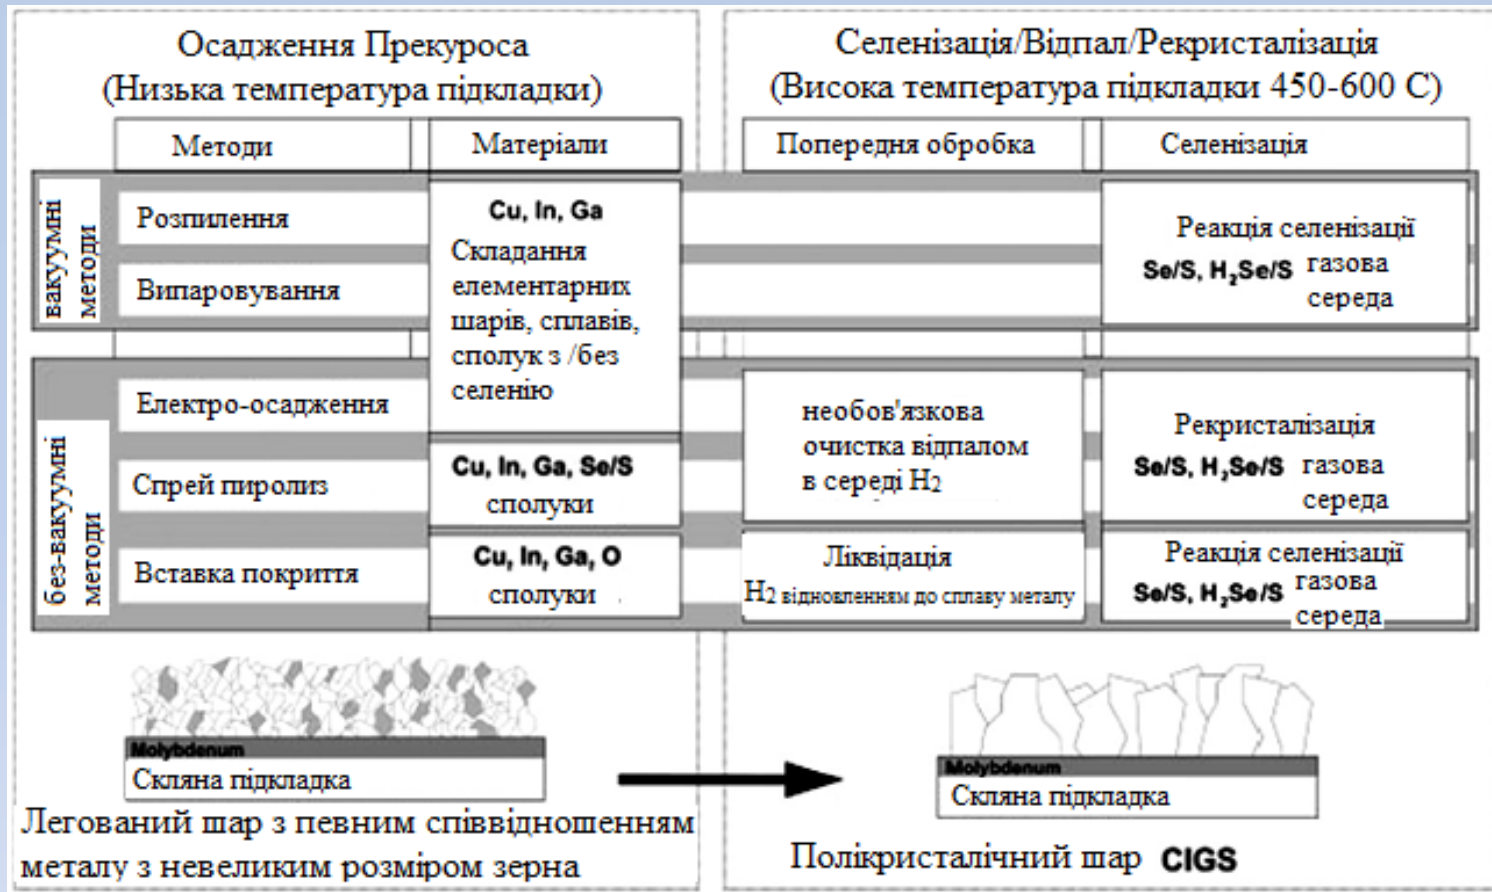 Осадження Прекуроса
(Низька температура підкладки)
Селенізація/Відпал/Рекристалізація
(Висока температура підкладки 450-600 С)
Методи
Матеріали
Попередня обробка
Селенізація
вакуумні
методи
Розпилення
Випаровування
Cu, In, Ga
Складання
елементарних
шарів, сплавів,
сполук з /без
селенію
Реакція селенізації
Se/S, H₂Se/S газова
середа
без-вакуумні
методи
Електро-осадження
Спрей пиролиз
Вставка покриття
Cu, In, Ga, Se/S
сполуки
Cu, In, Ga, O
сполуки
необов'язкова
очистка відпалом
в середі H2
Ліквідація
H2 відновленням до сплаву металу
Рекристалізація
Se/S, H₂Se/S газова
середа
Реакція селенізації
Se/S, H₂Se/S газова
середа
Molybdenum
Скляна підкладка
Легований шар з певним співвідношенням
металу з невеликим розміром зерна
Molybdenum
Скляна підкладка
Полікристалічний шар CIGS